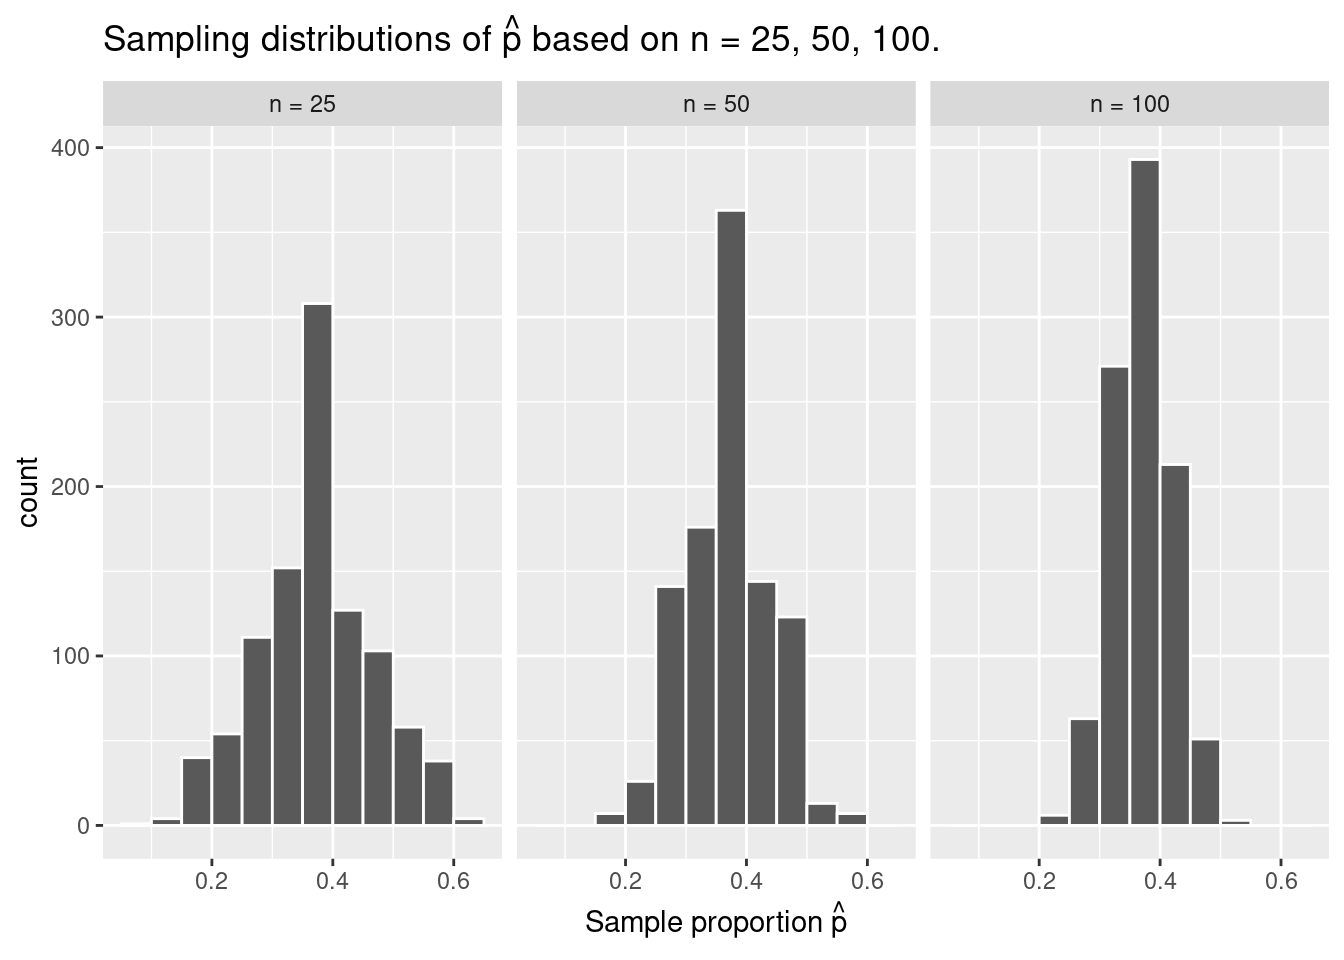 Sampling distributions of p̂ based on n = 25, 50, 100.
n = 25
n = 50
n = 100
400
300
200
100
0
count
0.2 0.4 0.6
0.2 0.4 0.6
0.2 0.4 0.6
Sample proportion p̂